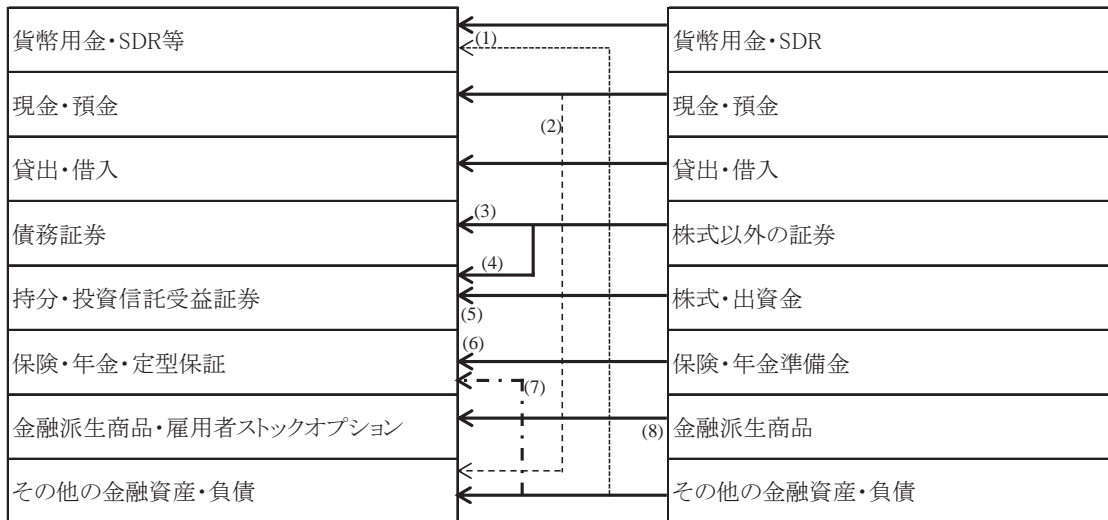 貨幣用金・SDR等
(1)
貨幣用金・SDR
現金・預金
(2)
現金・預金
貸出・借入
貸出・借入
債務証券
(3)
(4)
株式以外の証券
持分・投資信託受益証券
(5)
株式・出資金
保険・年金・定型保証
(6)
(7)
保険・年金準備金
金融派生商品・雇用者ストックオプション
(8)
金融派生商品
その他の金融資産・負債
その他の金融資産・負債